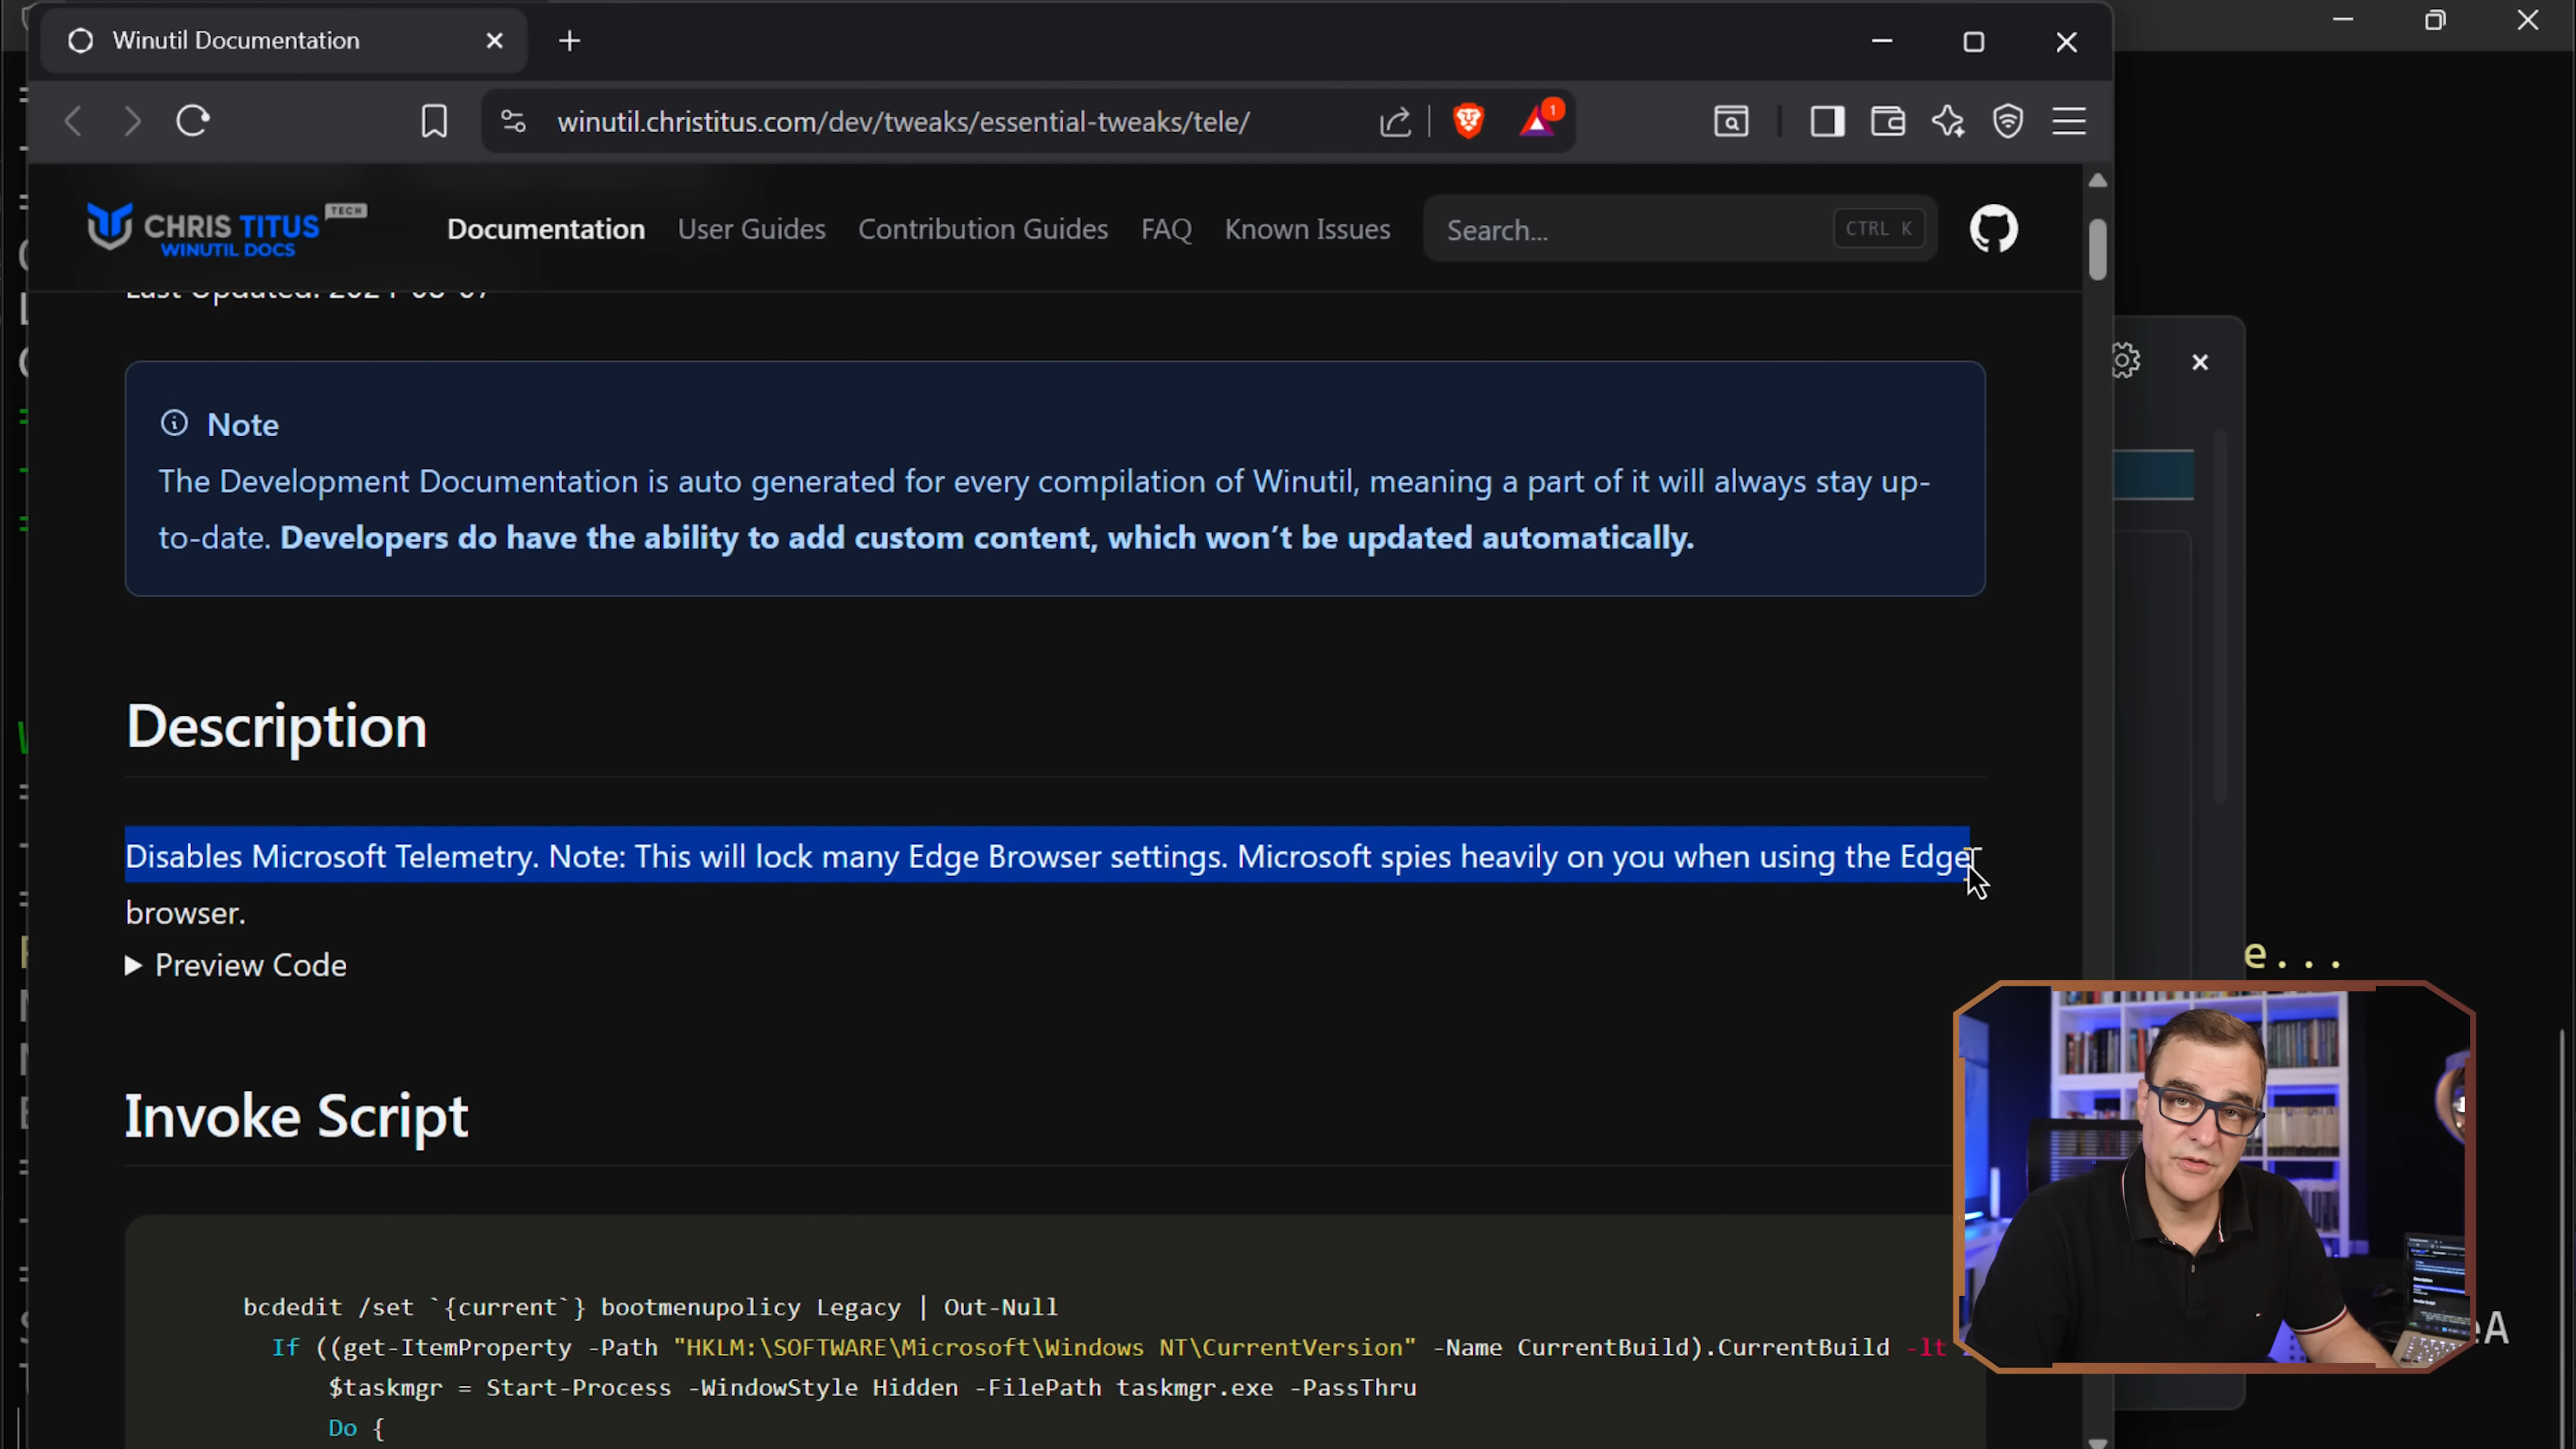 Winutil Documentation
winutil.christitus.com/dev/tweaks/essential-tweaks/tele/
1
CHRIS TITUS TECH
WINUTIL DOCS
Documentation
User Guides
Contribution Guides
FAQ
Known Issues
Search...
CTRL K
Note
The Development Documentation is auto generated for every compilation of Winutil, meaning a part of it will always stay up-
to-date. Developers do have the ability to add custom content, which won’t be updated automatically.
Description
Disables Microsoft Telemetry. Note: This will lock many Edge Browser settings. Microsoft spies heavily on you when using the Edge
browser.
Preview Code
e...
Invoke Script
bcdedit /set `{current`} bootmenupolicy Legacy | Out-Null
If ((get-ItemProperty -Path "HKLM:\SOFTWARE\Microsoft\Windows NT\CurrentVersion" -Name CurrentBuild).CurrentBuild -lt
$taskmgr = Start-Process -WindowStyle Hidden -FilePath taskmgr.exe -PassThru
Do {